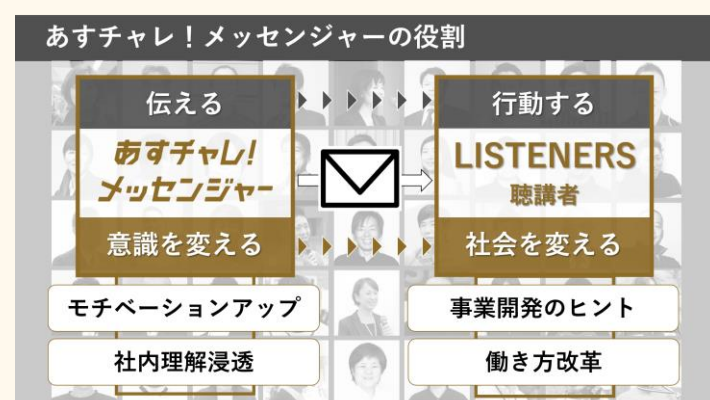 あすチャレ！メッセンジャーの役割
伝える
あすチャレ!
メッセンジャー
意識を変える
行動する
LISTENERS
聴講者
社会を変える
モチベーションアップ
事業開発のヒント
社内理解浸透
働き方改革